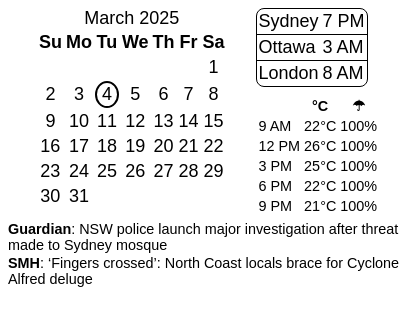 March 2025
Su Mo Tu We Th Fr Sa
1
2 3 4 5 6 7 8
9 10 11 12 13 14 15
16 17 18 19 20 21 22
23 24 25 26 27 28 29
30 31
Sydney 7 PM
Ottawa 3 AM
London 8 AM
°C ☂
9 AM 22°C 100%
12 PM 26°C 100%
3 PM 25°C 100%
6 PM 22°C 100%
9 PM 21°C 100%
Guardian: NSW police launch major investigation after threat
made to Sydney mosque
SMH: ‘Fingers crossed’: North Coast locals brace for Cyclone
Alfred deluge